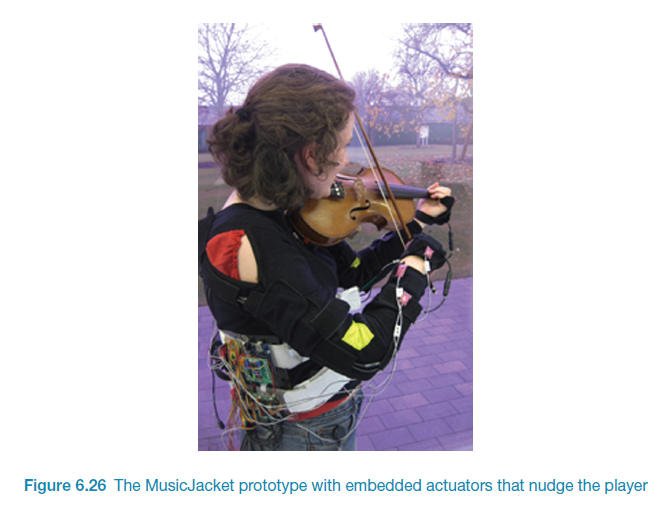 Figure 6.26 The MusicJacket prototype with embedded actuators that nudge the player